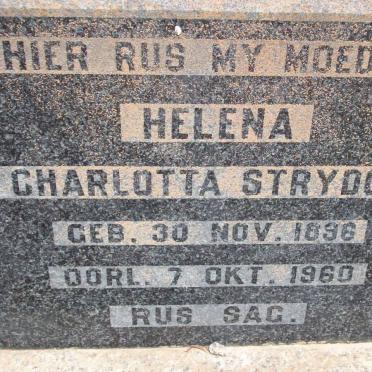 HIER RUS MY MOED
HELENA
CHARLOTTA STRYDO
GEB. 30 NOV. 1896
OORL. 7 OKT. 1960
RUS SAG.